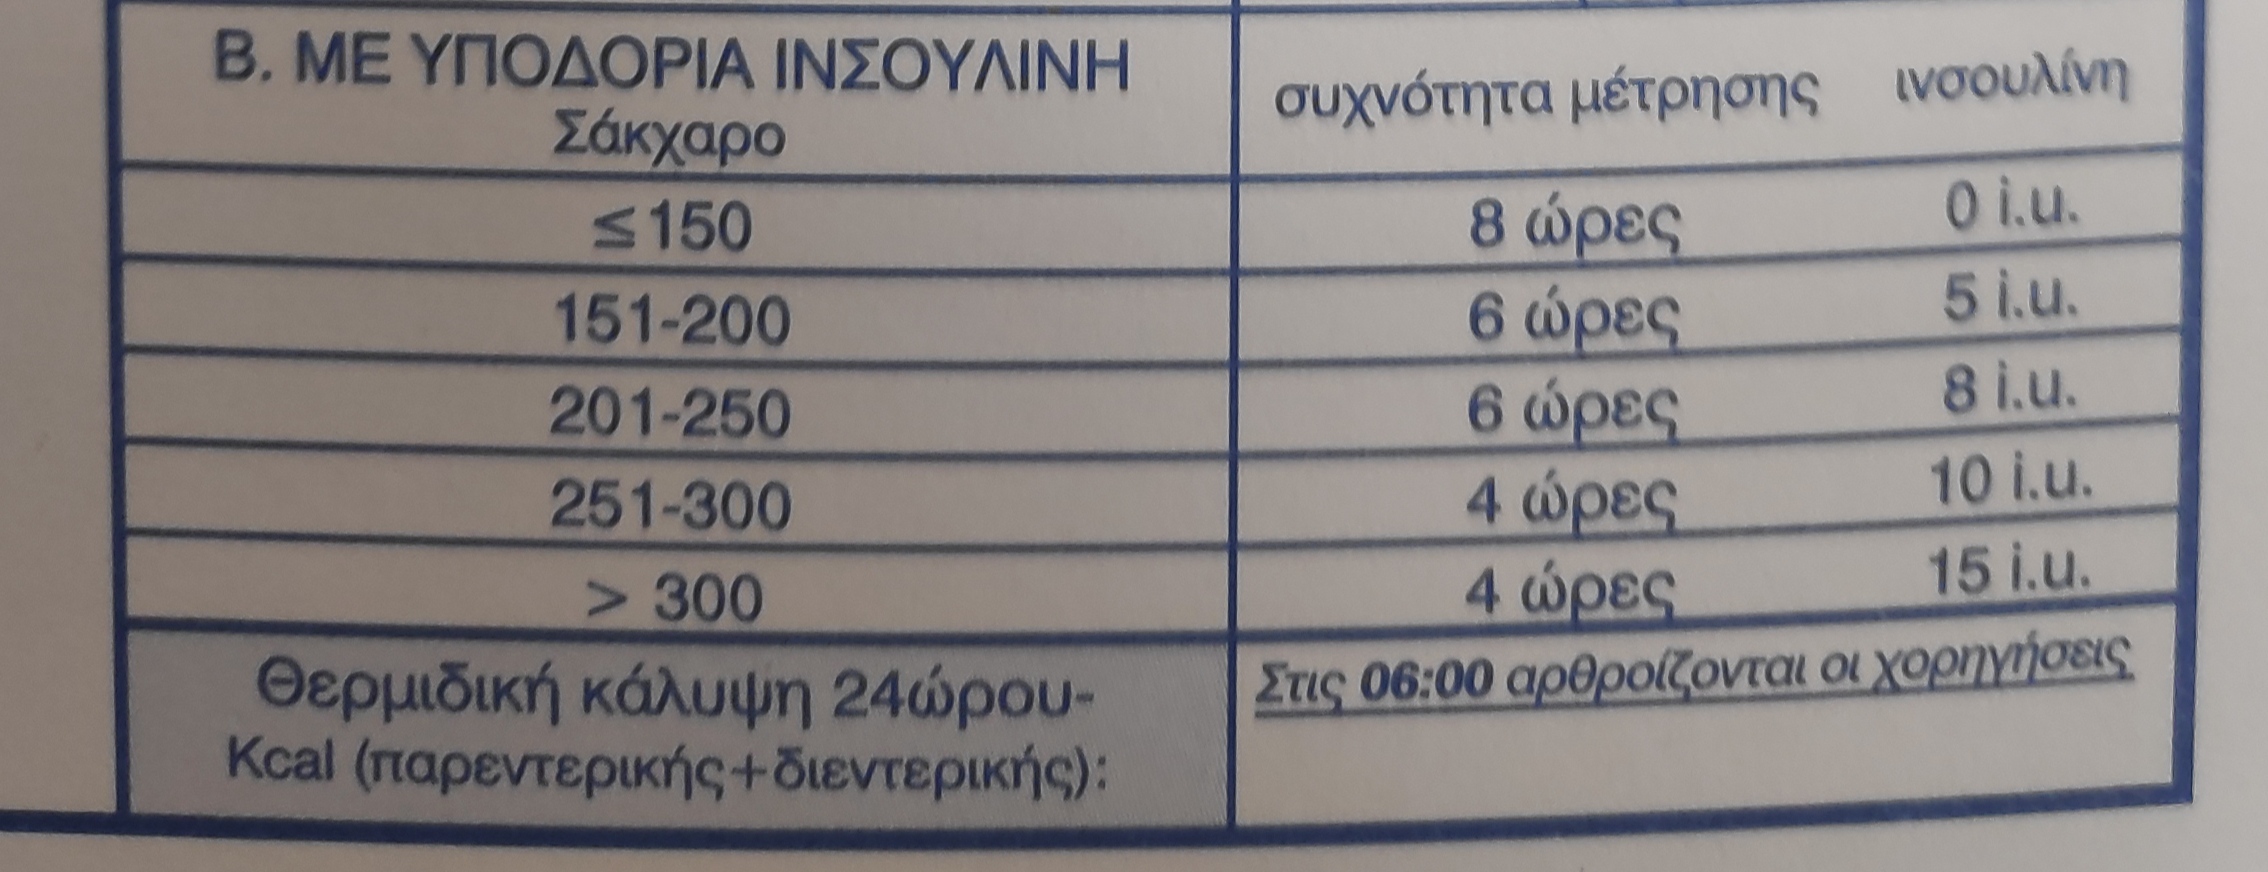 Β. ΜΕ ΥΠΟΔΟΡΙΑ ΙΝΣΟΥΛΙΝΗ
Σάκχαρο
συχνότητα μέτρησης ινσουλίνη
≤150 8 ώρες 0 i.u.
151-200 6 ώρες 5 i.u.
201-250 6 ώρες 8 i.u.
251-300 4 ώρες 10 i.u.
> 300 4 ώρες 15 i.u.
Θερμιδική κάλυψη 24ώρου-
Kcal (παρεντερικής+διεντερικής):
Στις 06:00 αρθροίζονται οι χορηγήσεις